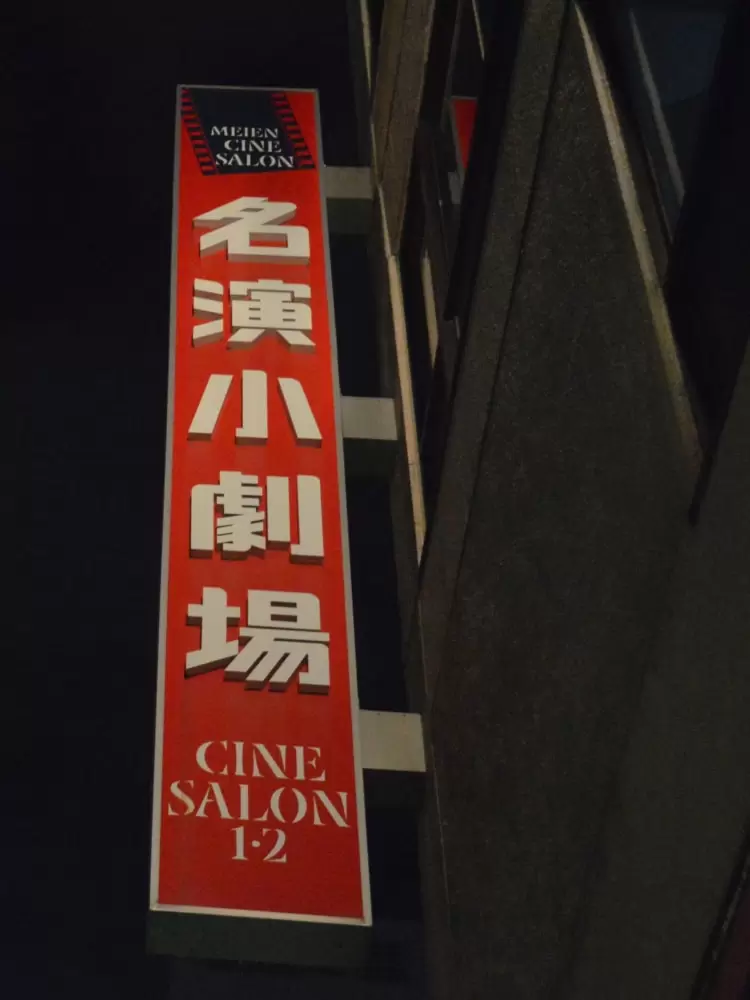 MEIEN
CINE
SALON
名演小劇場
CINE
SALON
1·2